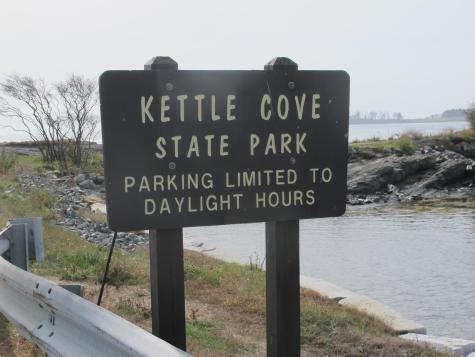 KETTLE COVE
STATE PARK
PARKING LIMITED TO
DAYLIGHT HOURS